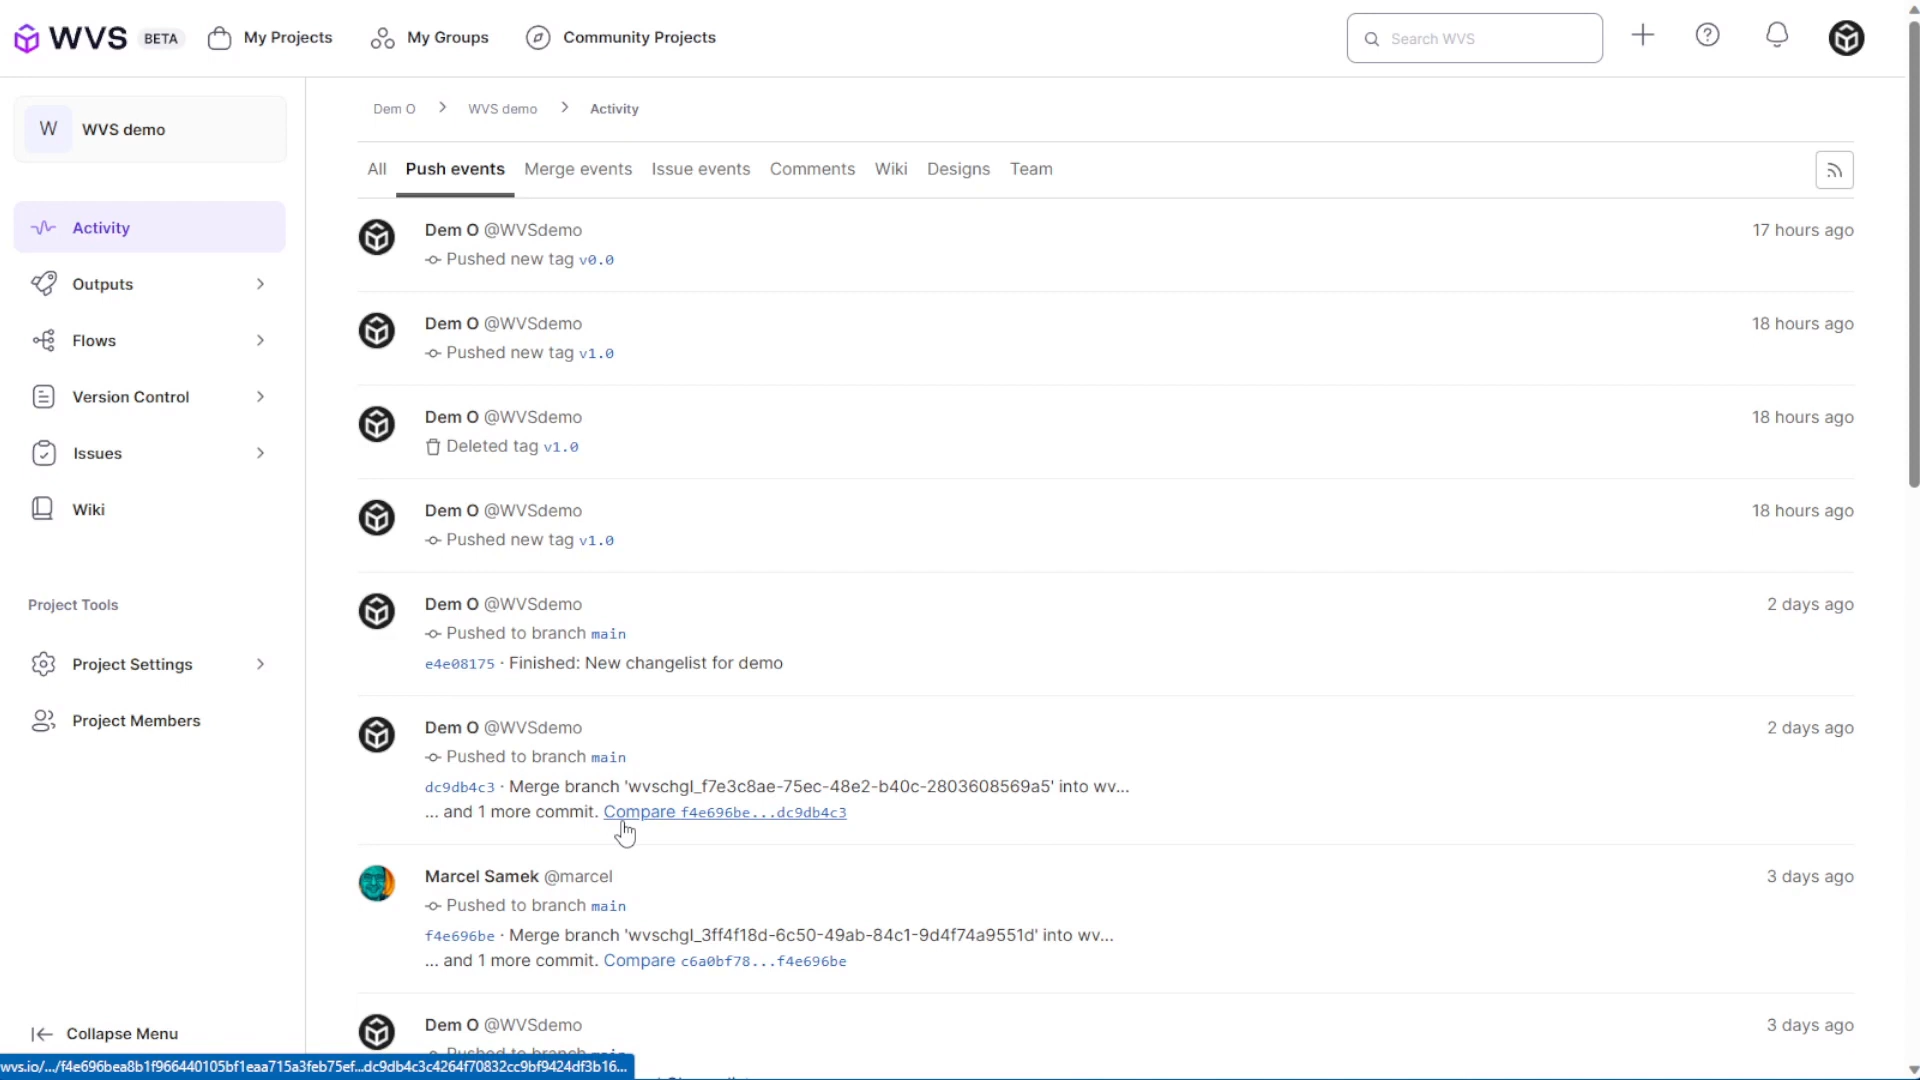 WVS BETA My Projects My Groups Community Projects Search WVS
W WVS demo
Activity
Outputs
Flows
Version Control
Issues
Wiki
Project Tools
Project Settings
Project Members
Collapse Menu
Dem O > WVS demo > Activity
All Push events Merge events Issue events Comments Wiki Designs Team
Dem O @WVSdemo 17 hours ago
Pushed new tag v0.0
Dem O @WVSdemo 18 hours ago
Pushed new tag v1.0
Dem O @WVSdemo 18 hours ago
Deleted tag v1.0
Dem O @WVSdemo 18 hours ago
Pushed new tag v1.0
Dem O @WVSdemo 2 days ago
Pushed to branch main
e4e08175 · Finished: New changelist for demo
Dem O @WVSdemo 2 days ago
Pushed to branch main
dc9db4c3 · Merge branch 'wvschgl_f7e3c8ae-75ec-48e2-b40c-2803608569a5' into wv...
... and 1 more commit. Compare f4e696be...dc9db4c3
Marcel Samek @marcel 3 days ago
Pushed to branch main
f4e696be · Merge branch 'wvschgl_3ff4f18d-6c50-49ab-84c1-9d4f74a9551d' into wv...
... and 1 more commit. Compare c6a0bf78...f4e696be
Dem O @WVSdemo 3 days ago
Pushed to branch main
wvs.io/.../f4e696bea8b1f966440105bf1eaa715a3feb75ef...dc9db4c3c4264f70832cc9bf9424df3b16...